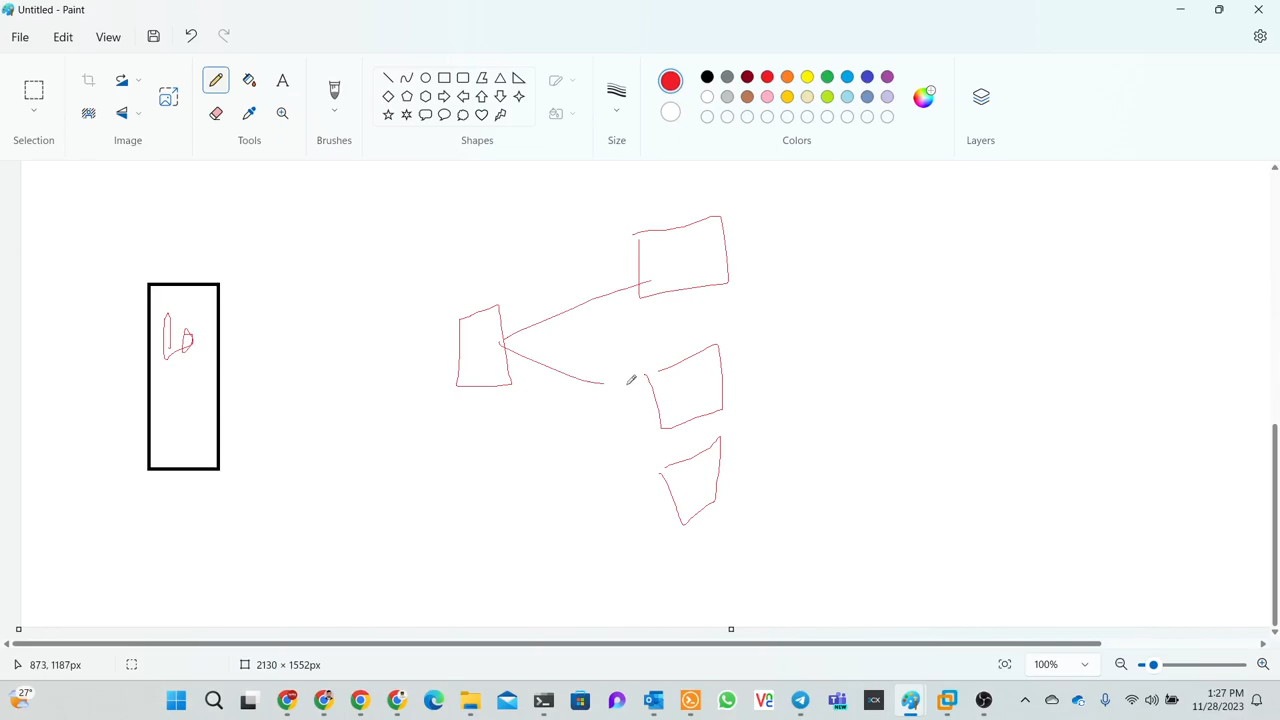 Untitled - Paint
File Edit View
Selection Image Tools Brushes Shapes Size Colors Layers
873, 1187px 2130 × 1552px 100%
27° 1:27 PM
11/28/2023